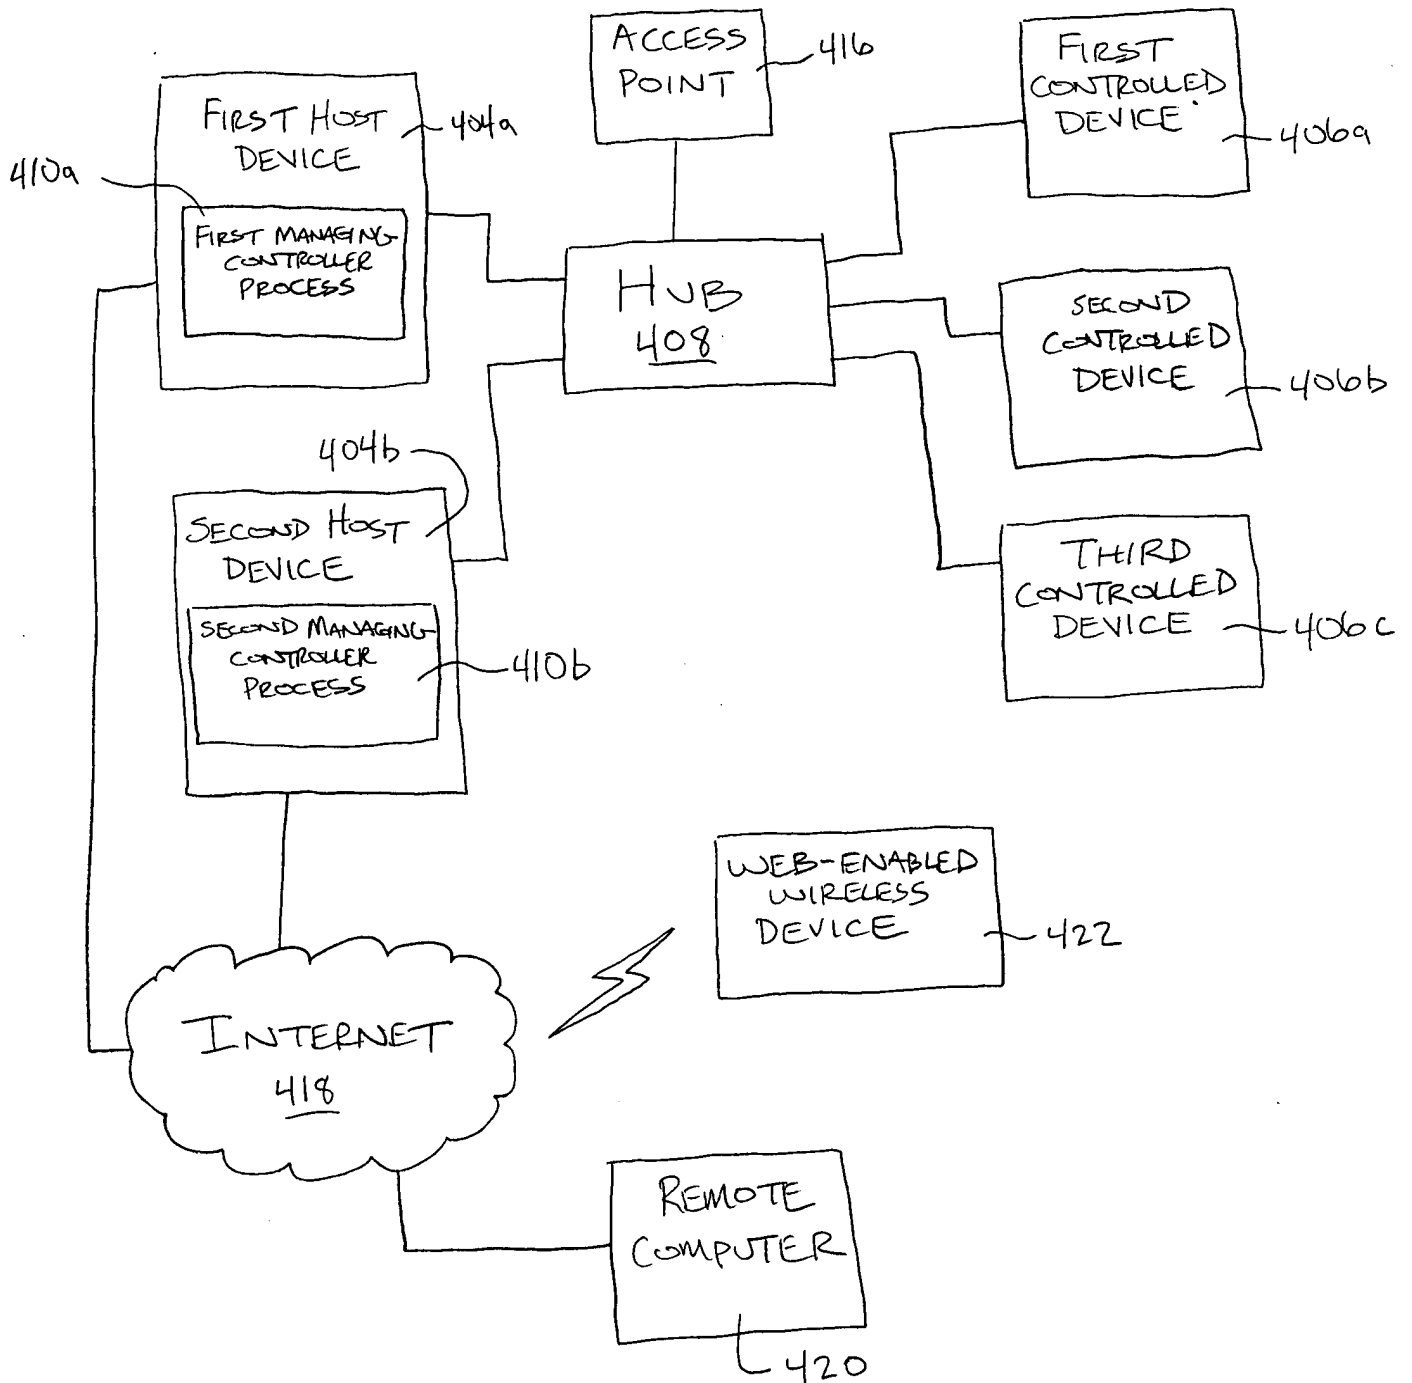 ACCESS
POINT
416
FIRST
CONTROLLED
DEVICE
406a
FIRST HOST
DEVICE
404a
410a
FIRST MANAGING
CONTROLLER
PROCESS
HUB
408
SECOND
CONTROLLED
DEVICE
406b
404b
SECOND HOST
DEVICE
SECOND MANAGING
CONTROLLER
PROCESS
410b
THIRD
CONTROLLED
DEVICE
406c
WEB-ENABLED
WIRELESS
DEVICE
422
INTERNET
418
REMOTE
COMPUTER
420